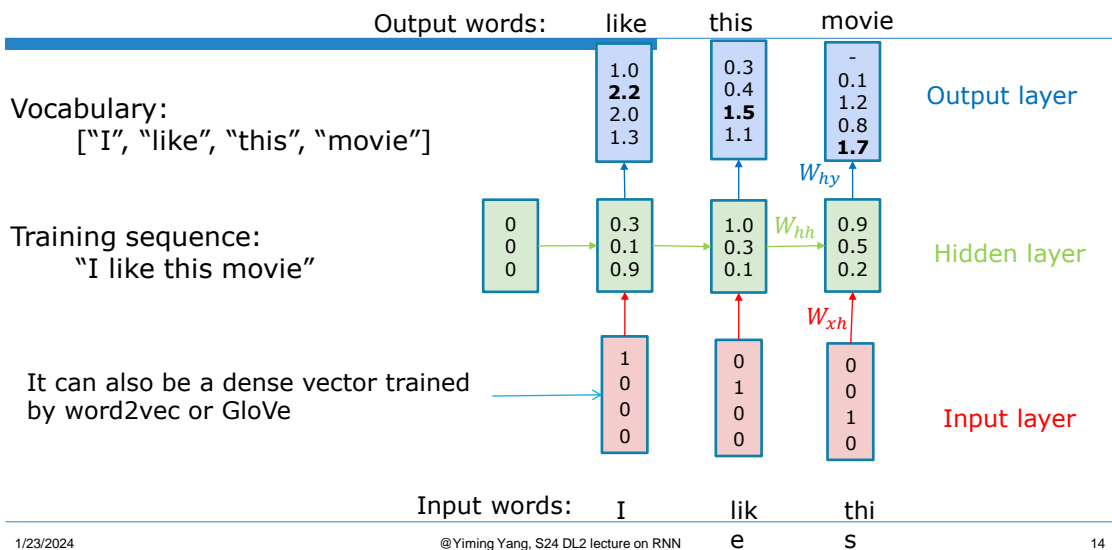 Output words: like this movie
Vocabulary:
["I", "like", "this", "movie"]
1.0
2.2
2.0
1.3
0.3
0.4
1.5
1.1
-
0.1
1.2
0.8
1.7
Output layer
W_hy
Training sequence:
"I like this movie"
0
0
0
0.3
0.1
0.9
1.0
0.3
0.1
W_hh
0.9
0.5
0.2
Hidden layer
W_xh
It can also be a dense vector trained
by word2vec or GloVe
1
0
0
0
0
1
0
0
0
0
1
0
Input layer
Input words: I lik thi
e s
1/23/2024 @Yiming Yang, S24 DL2 lecture on RNN 14